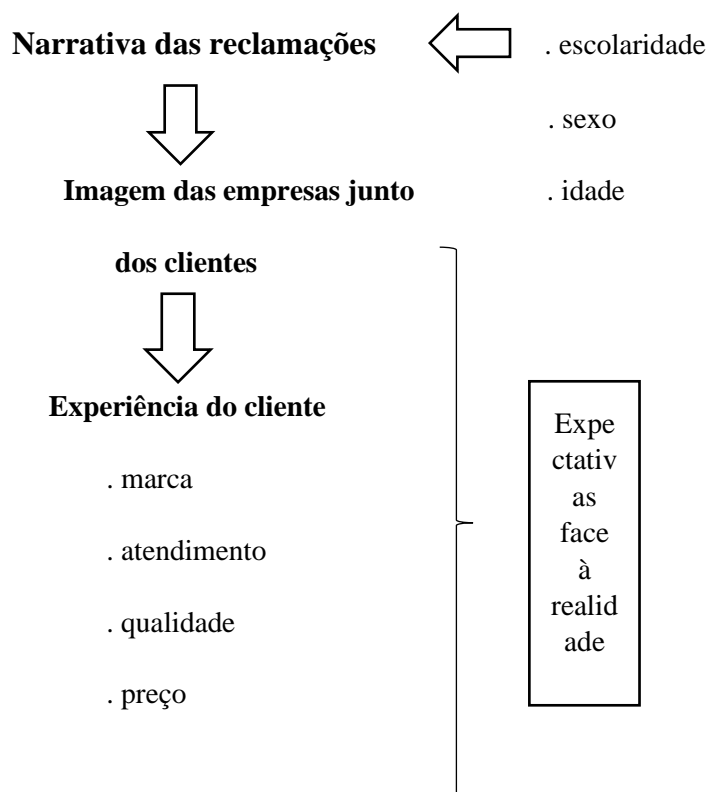 Narrativa das reclamações
. escolaridade
. sexo
Imagem das empresas junto
. idade
dos clientes
Experiência do cliente
. marca
. atendimento
. qualidade
. preço
Expe
ctativ
as
face
à
realid
ade